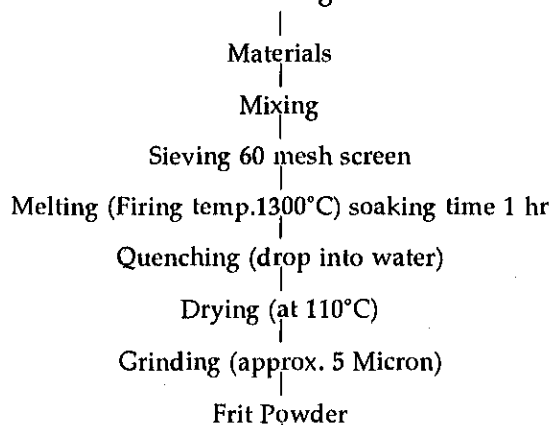 Materials
Mixing
Sieving 60 mesh screen
Melting (Firing temp.1300°C) soaking time 1 hr
Quenching (drop into water)
Drying (at 110°C)
Grinding (approx. 5 Micron)
Frit Powder